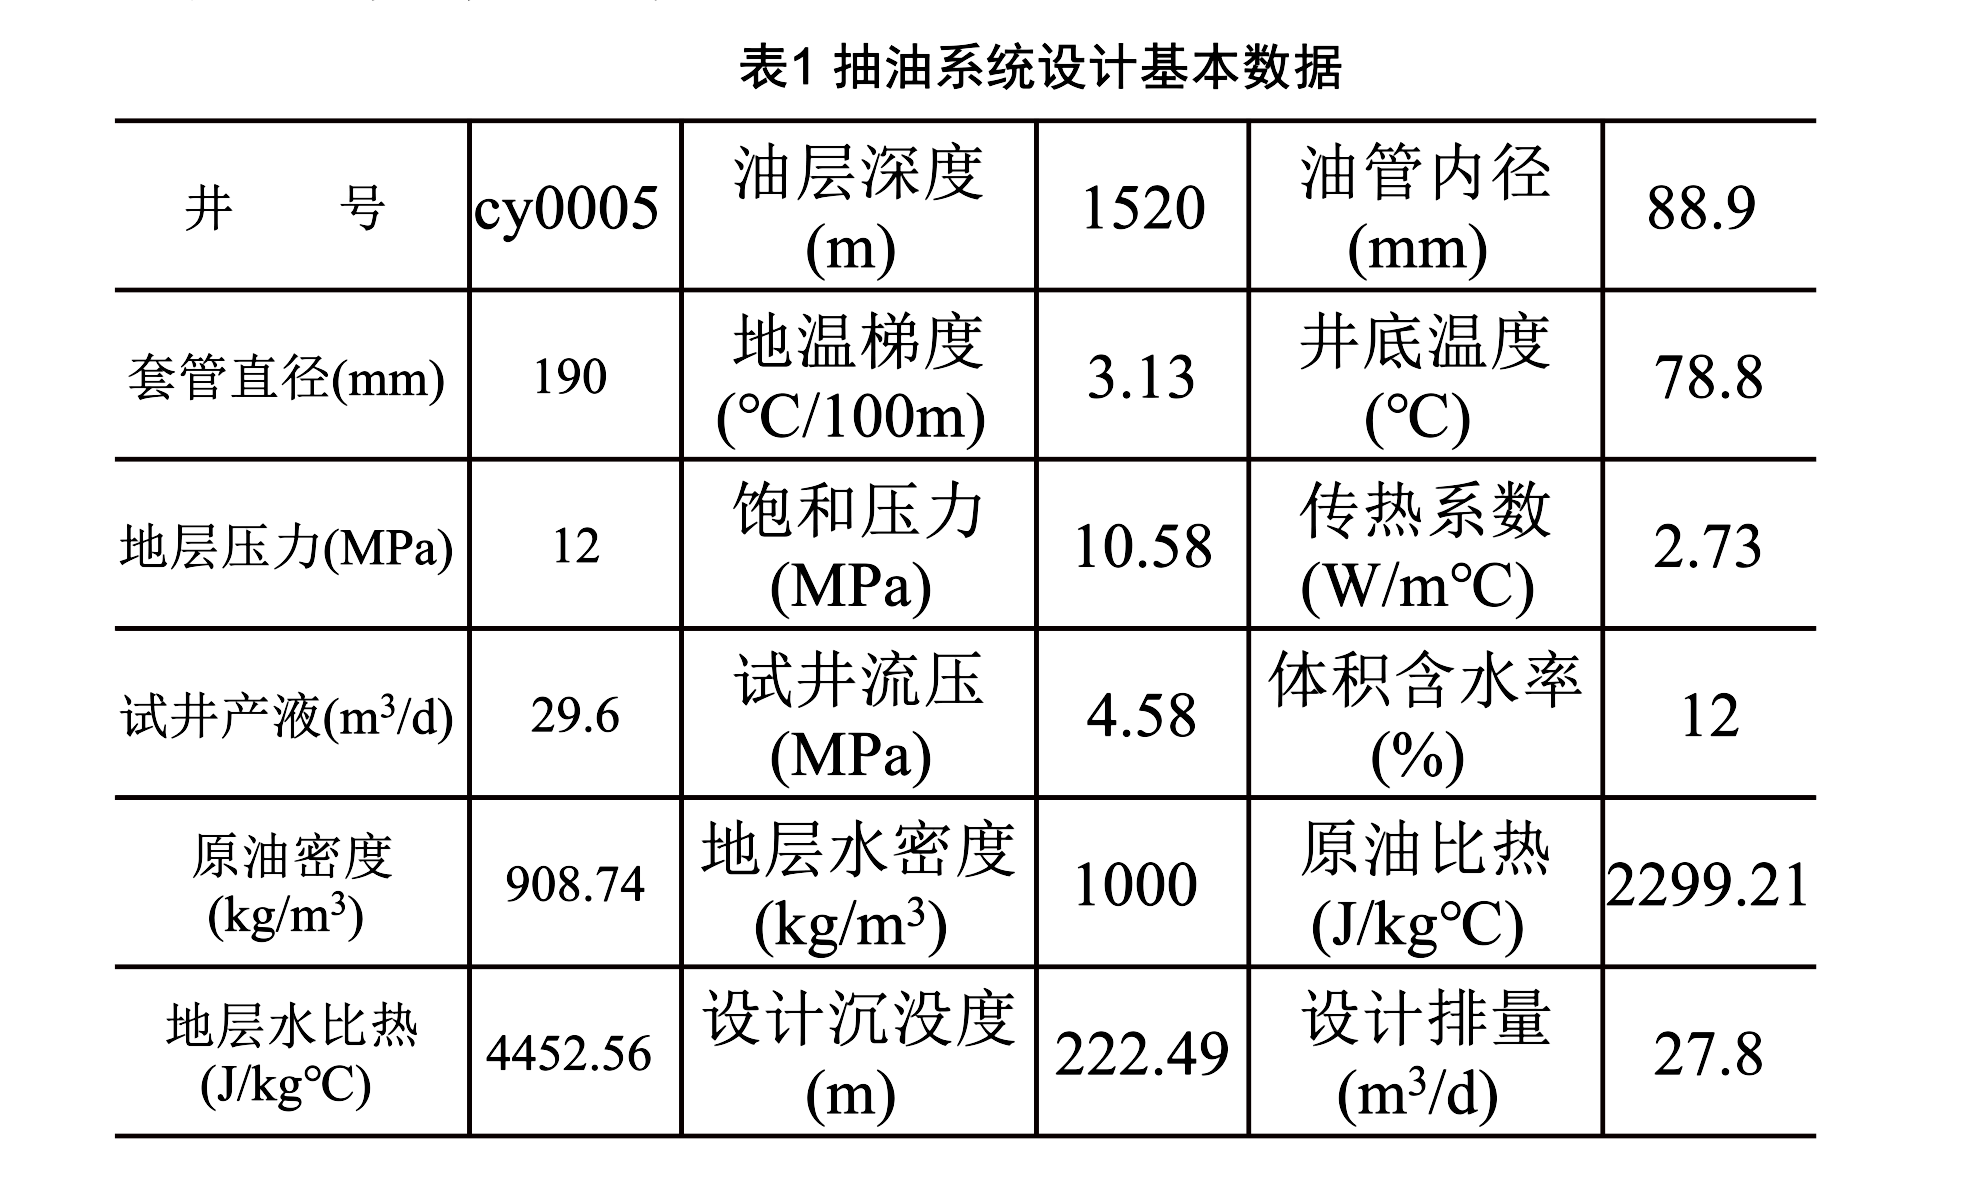 表1 抽油系统设计基本数据
井 号 cy0005 油层深度(m) 1520 油管内径(mm) 88.9
套管直径(mm) 190 地温梯度(℃/100m) 3.13 井底温度(℃) 78.8
地层压力(MPa) 12 饱和压力(MPa) 10.58 传热系数(W/m℃) 2.73
试井产液(m³/d) 29.6 试井流压(MPa) 4.58 体积含水率(%) 12
原油密度(kg/m³) 908.74 地层水密度(kg/m³) 1000 原油比热(J/kg℃) 2299.21
地层水比热(J/kg℃) 4452.56 设计沉没度(m) 222.49 设计排量(m³/d) 27.8